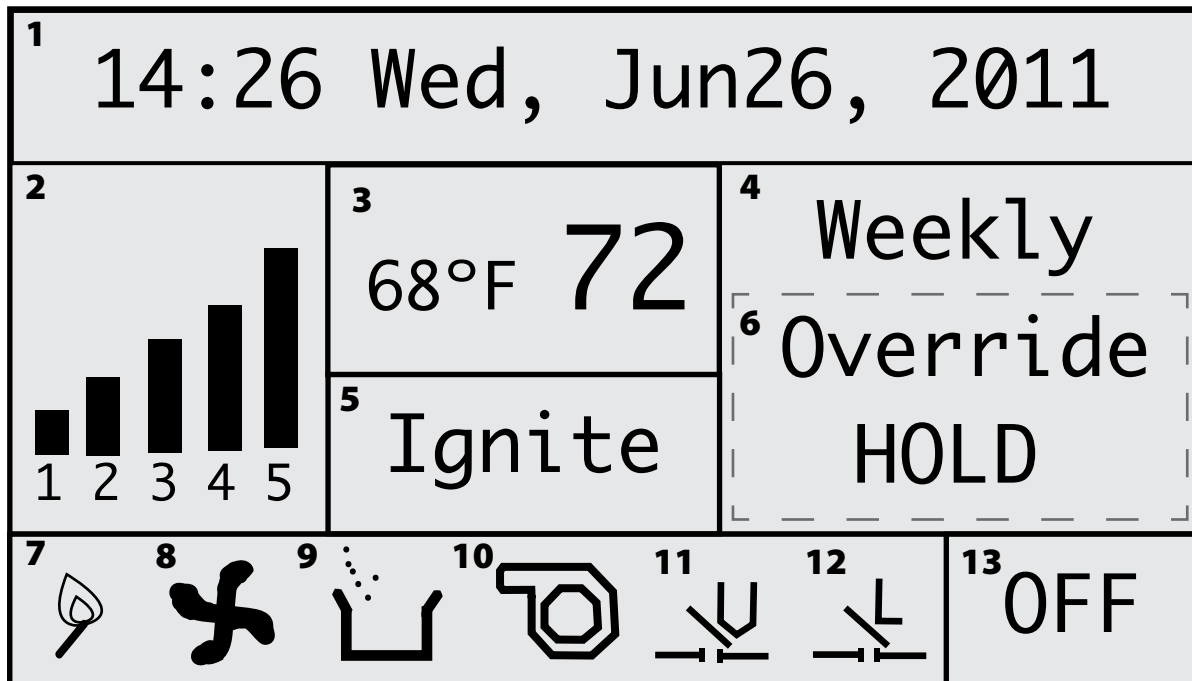 1
14:26 Wed, Jun26, 2011
2
1 2 3 4 5
3
68°F 72
4
Weekly
5
Ignite
6
Override
HOLD
7 8 9 10 11 12 13
U L OFF